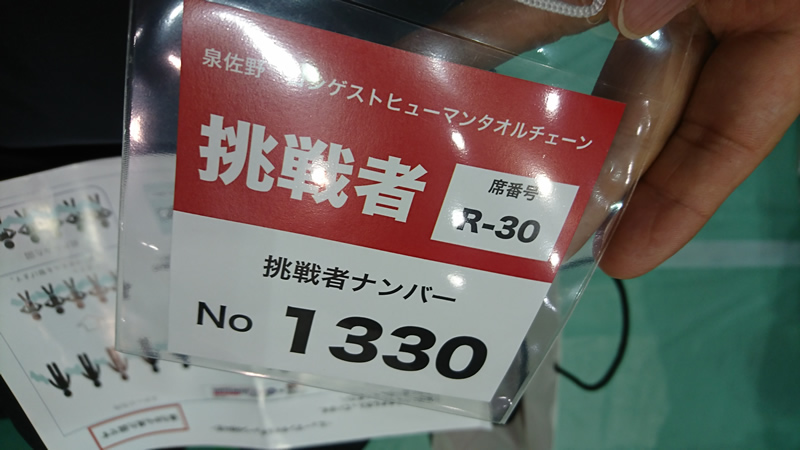 泉佐野 ンゲストヒューマンタオルチェーン
挑戦者
席番号
R-30
挑戦者ナンバー
No 1330